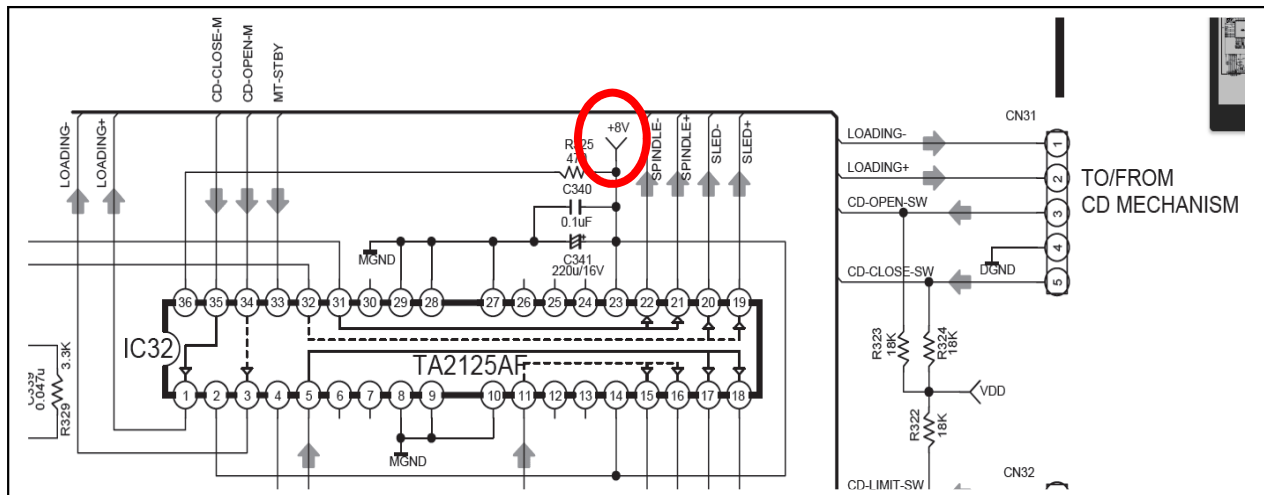 CD-CLOSE-M
CD-OPEN-M
MT-STBY
LOADING-
LOADING+
+8V
R325
SPINDLE-
SPINDLE+
SLED-
SLED+
C340
0.1uF
MGND
C341
220u/16V
36 35 34 33 32 31 30 29 28 27 26 25 24 23 22 21 20 19
IC32
TA2125AF
1 2 3 4 5 6 7 8 9 10 11 12 13 14 15 16 17 18
MGND
0.047u
3.3K
R329
CN31
LOADING-
1
LOADING+
2
TO/FROM
CD MECHANISM
CD-OPEN-SW
3
4
DGND
CD-CLOSE-SW
5
R323
18K
R324
18K
VDD
R322
18K
CN32
CD-LIMIT-SW